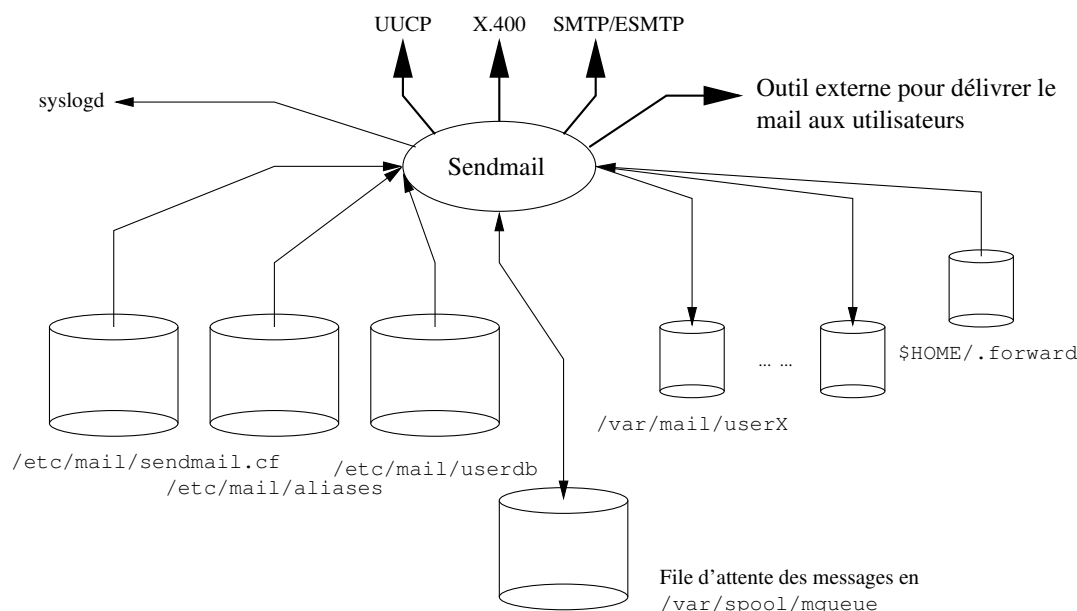 UUCP X.400 SMTP/ESMTP
syslogd
Outil externe pour délivrer le
mail aux utilisateurs
Sendmail
$HOME/.forward
... ...
/var/mail/userX
/etc/mail/sendmail.cf
/etc/mail/userdb
/etc/mail/aliases
File d'attente des messages en
/var/spool/mqueue